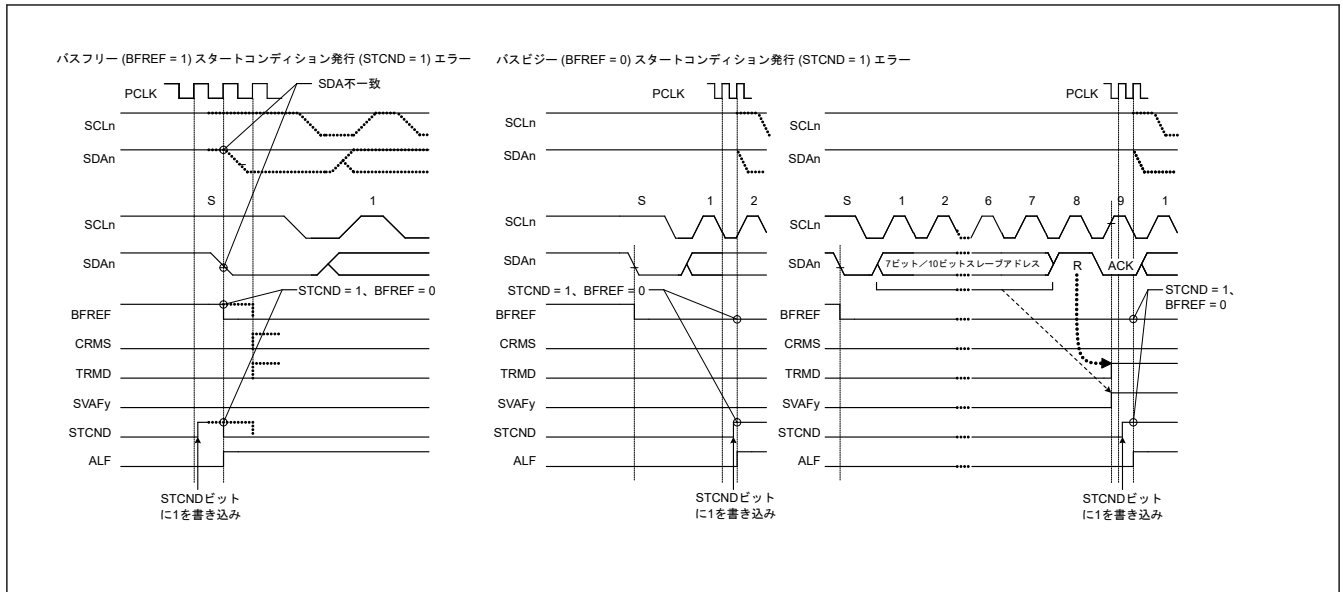 バスフリー (BFREF = 1) スタートコンディション発行 (STCND = 1) エラー
PCLK
SDA不一致
SCLn
SDAn
S
1
SCLn
SDAn
STCND = 1、BFREF = 0
BFREF
CRMS
TRMD
SVAFy
STCND
ALF
STCNDビット
に1を書き込み
バスビジー (BFREF = 0) スタートコンディション発行 (STCND = 1) エラー
PCLK
SCLn
SDAn
S
1
2
SCLn
SDAn
STCND = 1、BFREF = 0
BFREF
CRMS
TRMD
SVAFy
STCND
ALF
STCNDビット
に1を書き込み
PCLK
SCLn
SDAn
S
1
2
6
7
8
9
1
SCLn
SDAn
7ビット／10ビットスレーブアドレス
R
ACK
STCND = 1、
BFREF = 0
BFREF
CRMS
TRMD
SVAFy
STCND
ALF
STCNDビット
に1を書き込み